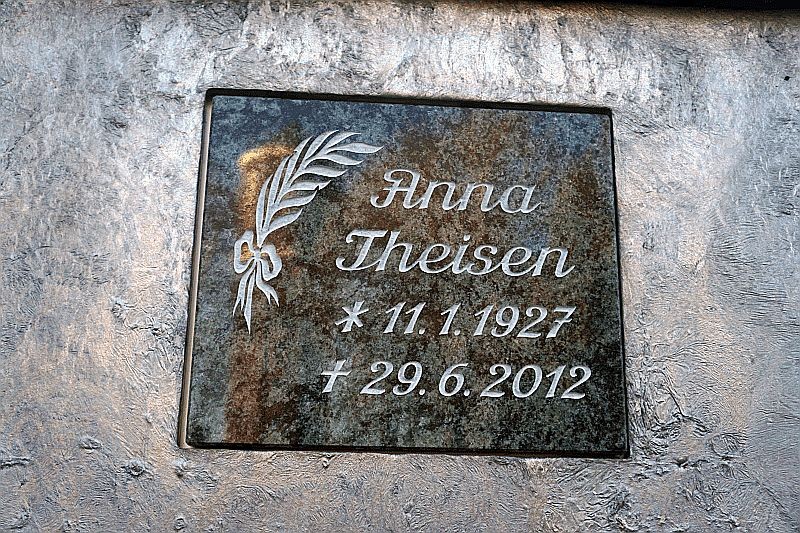 Anna
Theisen
* 11.1.1927
† 29.6.2012